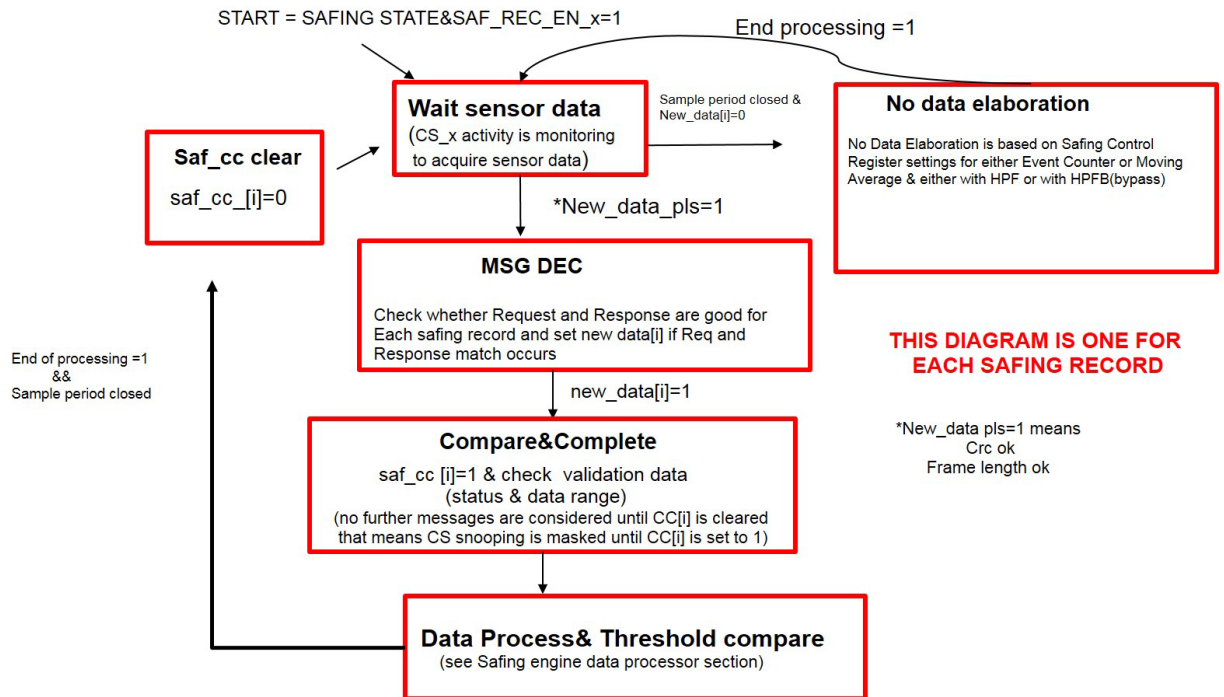 START = SAFING STATE&SAF_REC_EN_x=1
End processing =1
Wait sensor data
(CS_x activity is monitoring
to acquire sensor data)
Sample period closed &
New_data[i]=0
No data elaboration
No Data Elaboration is based on Safing Control
Register settings for either Event Counter or Moving
Average & either with HPF or with HPFB(bypass)
Saf_cc clear
saf_cc_[i]=0
*New_data_pls=1
MSG DEC
Check whether Request and Response are good for
Each safing record and set new data[i] if Req and
Response match occurs
THIS DIAGRAM IS ONE FOR
EACH SAFING RECORD
End of processing =1
&&
Sample period closed
new_data[i]=1
*New_data pls=1 means
Crc ok
Frame length ok
Compare&Complete
saf_cc [i]=1 & check validation data
(status & data range)
(no further messages are considered until CC[i] is cleared
that means CS snooping is masked until CC[i] is set to 1)
Data Process& Threshold compare
(see Safing engine data processor section)